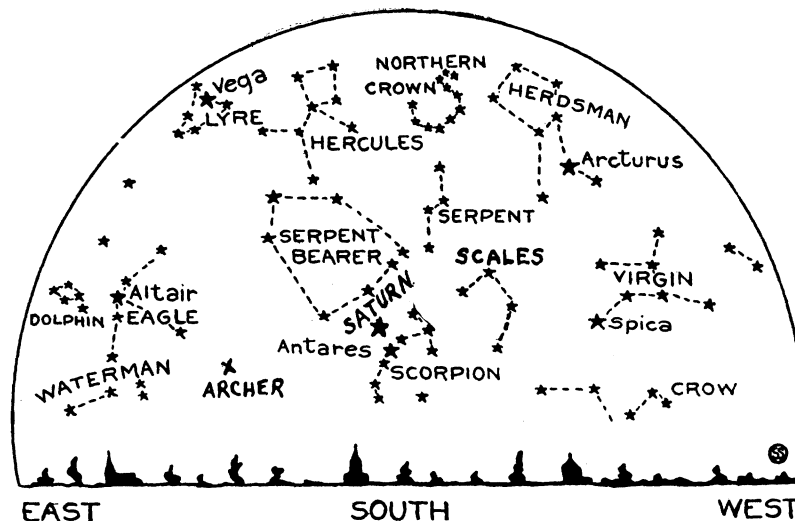 NORTHERN
CROWN
Vega
LYRE
HERCULES
HERDSMAN
Arcturus
SERPENT
SERPENT
BEARER
SCALES
VIRGIN
Spica
SATURN
Antares
SCORPION
Altair
EAGLE
DOLPHIN
WATERMAN
ARCHER
CROW
EAST
SOUTH
WEST